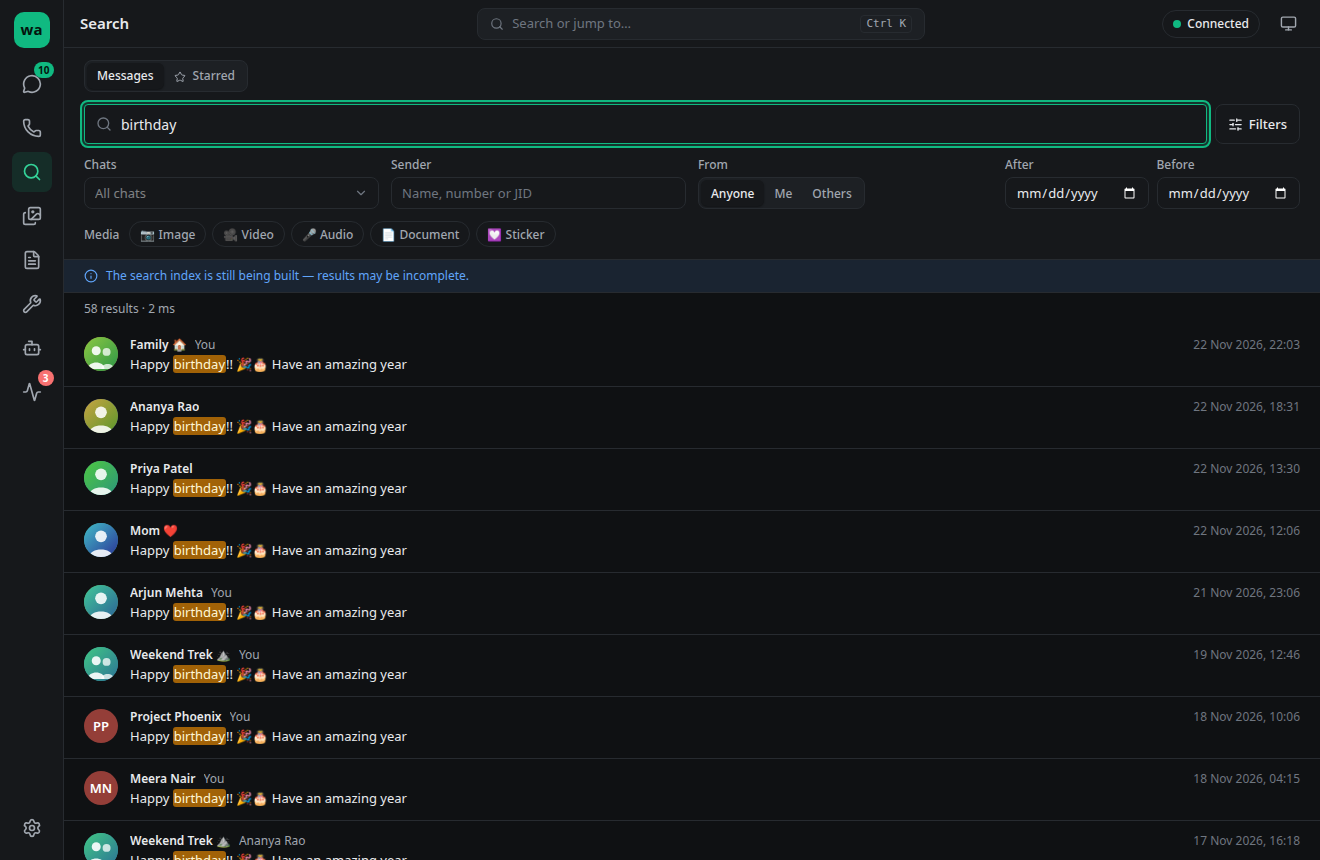 wa
Search
Search or jump to...
Ctrl K
Connected
10
Messages
Starred
birthday
Filters
Chats
Sender
From
After
Before
All chats
Name, number or JID
Anyone
Me
Others
mm/dd/yyyy
mm/dd/yyyy
Media
📷 Image
🎥 Video
🎤 Audio
📄 Document
💟 Sticker
The search index is still being built — results may be incomplete.
58 results · 2 ms
3
Family 🏠 You 22 Nov 2026, 22:03
Happy birthday!! 🎉🎂 Have an amazing year
Ananya Rao 22 Nov 2026, 18:31
Happy birthday!! 🎉🎂 Have an amazing year
Priya Patel 22 Nov 2026, 13:30
Happy birthday!! 🎉🎂 Have an amazing year
Mom ❤️ 22 Nov 2026, 12:06
Happy birthday!! 🎉🎂 Have an amazing year
Arjun Mehta You 21 Nov 2026, 23:06
Happy birthday!! 🎉🎂 Have an amazing year
Weekend Trek ⛰️ You 19 Nov 2026, 12:46
Happy birthday!! 🎉🎂 Have an amazing year
PP
Project Phoenix You 18 Nov 2026, 10:06
Happy birthday!! 🎉🎂 Have an amazing year
MN
Meera Nair You 18 Nov 2026, 04:15
Happy birthday!! 🎉🎂 Have an amazing year
Weekend Trek ⛰️ Ananya Rao 17 Nov 2026, 16:18
Happy birthday!! 🎉🎂 Have an amazing year